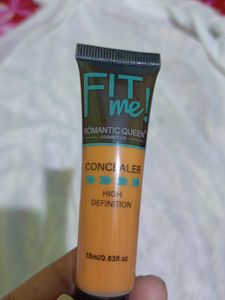 FIT
me!
ROMANTIC QUEEN
COSMETICS
CONCEALER
HIGH
DEFINITION
18ml/0.63fl.oz